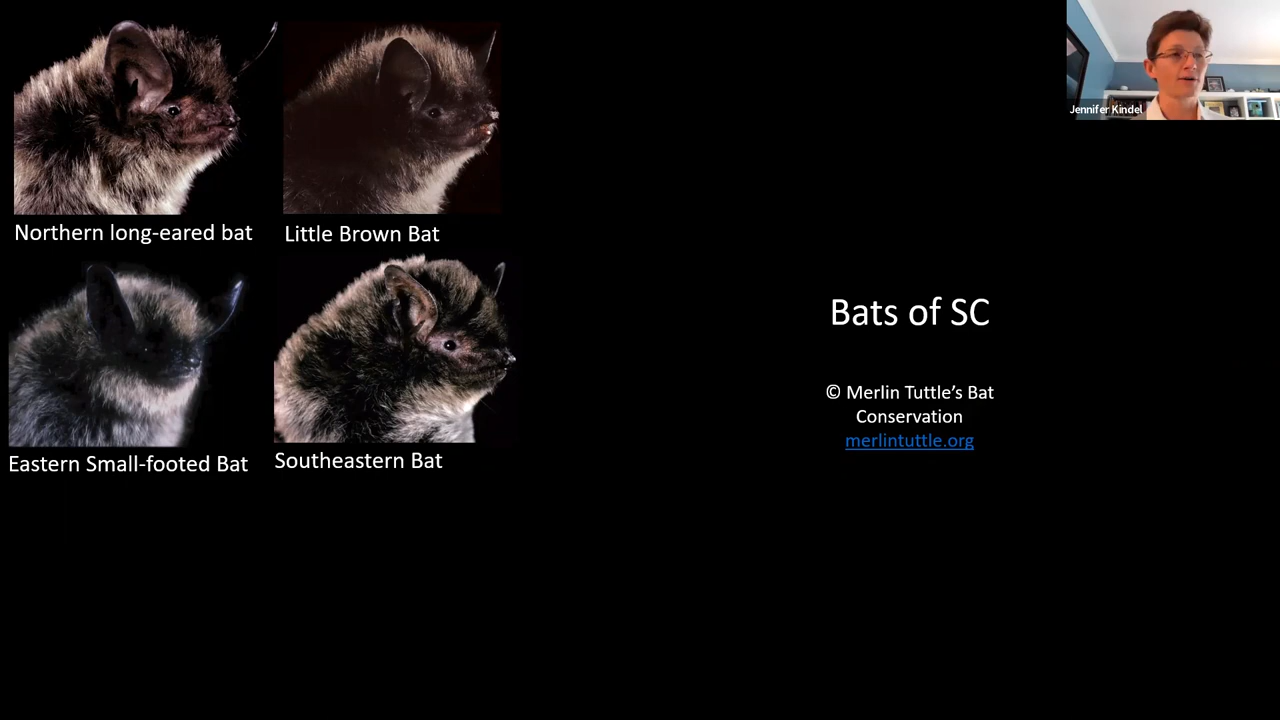 Jennifer Kindel
Northern long-eared bat
Little Brown Bat
Eastern Small-footed Bat
Southeastern Bat
Bats of SC
© Merlin Tuttle’s Bat
Conservation
merlintuttle.org